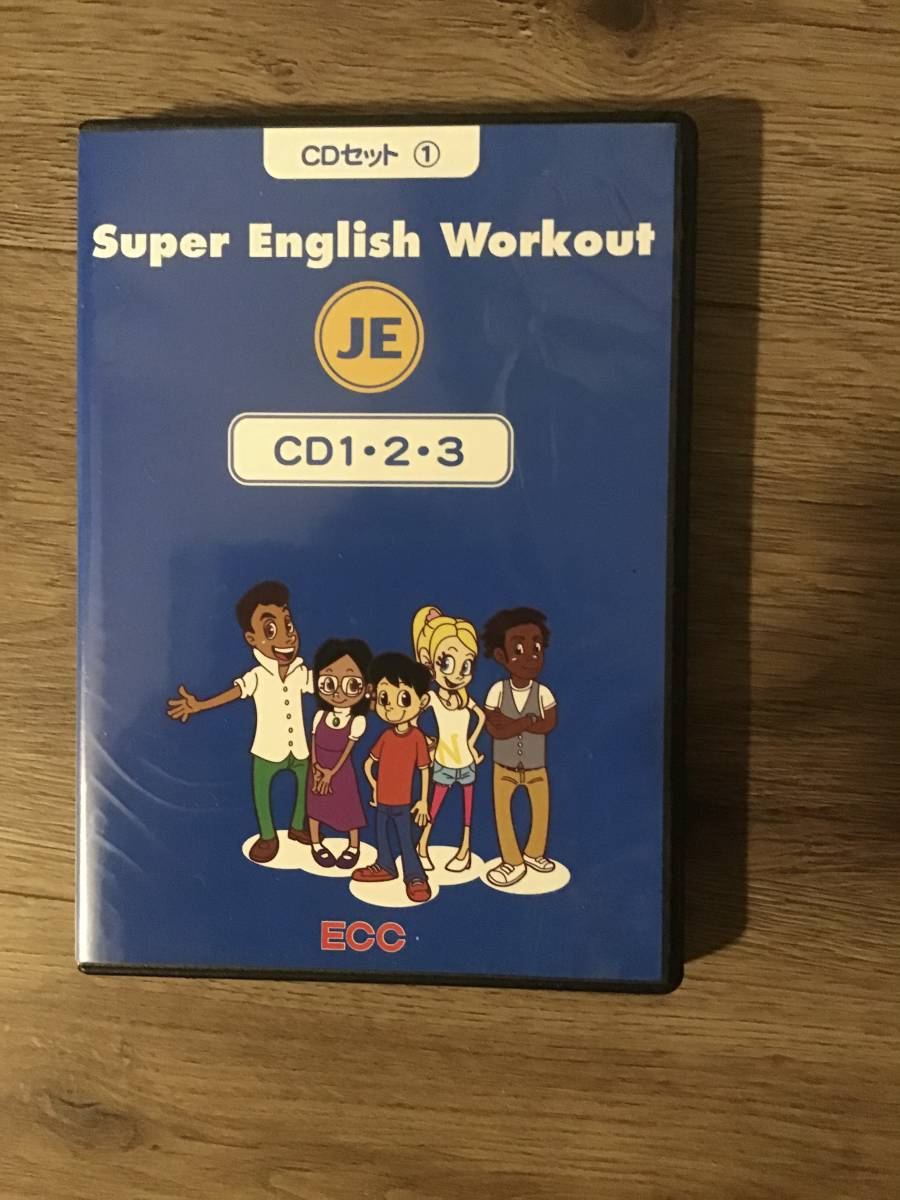 CDセット ①
Super English Workout
JE
CD1・2・3
N
ECC